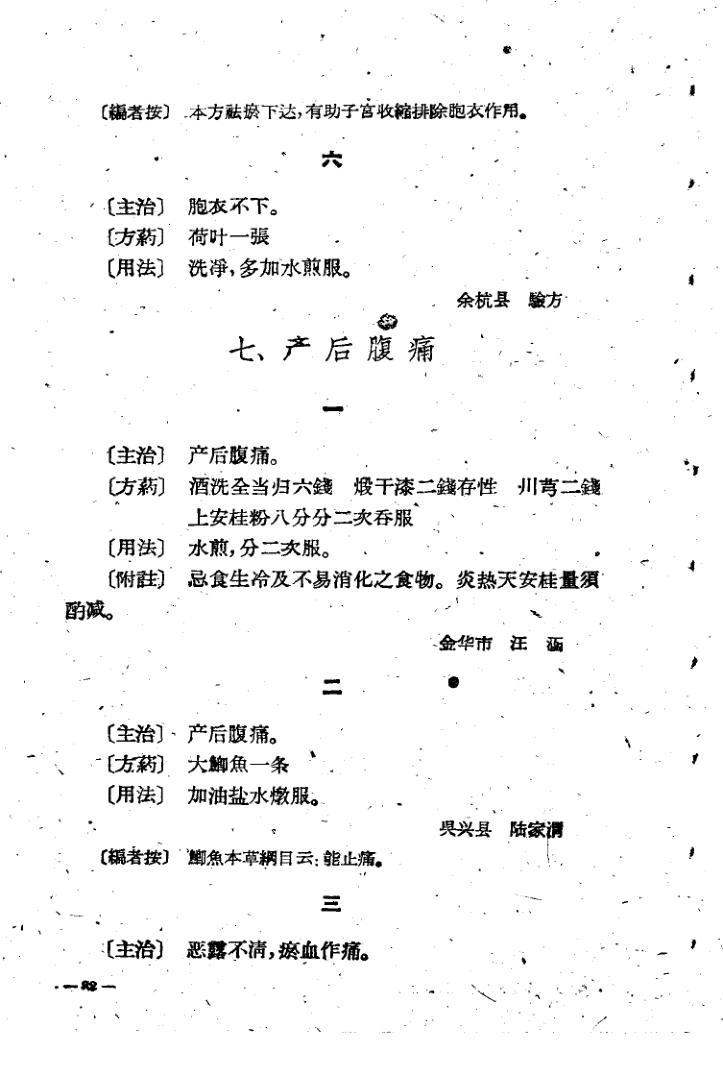 〔編者按〕 本方祛瘀下达，有助子宫收縮排除胞衣作用。
六
〔主治〕 胞衣不下。
〔方葯〕 荷叶一張
〔用法〕 洗淨，多加水煎服。
余杭县 驗方
七、产后腹痛
一
〔主治〕 产后腹痛。
〔方葯〕 酒洗全当归六錢 煅干漆二錢存性 川芎二錢
上安桂粉八分分二次吞服
〔用法〕 水煎，分二次服。
〔附註〕 忌食生冷及不易消化之食物。炎热天安桂量須
酌减。
金华市 汪 涵
二
〔主治〕 产后腹痛。
〔方葯〕 大鯽魚一条
〔用法〕 加油盐水燉服。
吳兴县 陆家渭
〔編者按〕 鯽魚本草綱目云：能止痛。
三
〔主治〕 恶露不清，瘀血作痛。
— 82 —